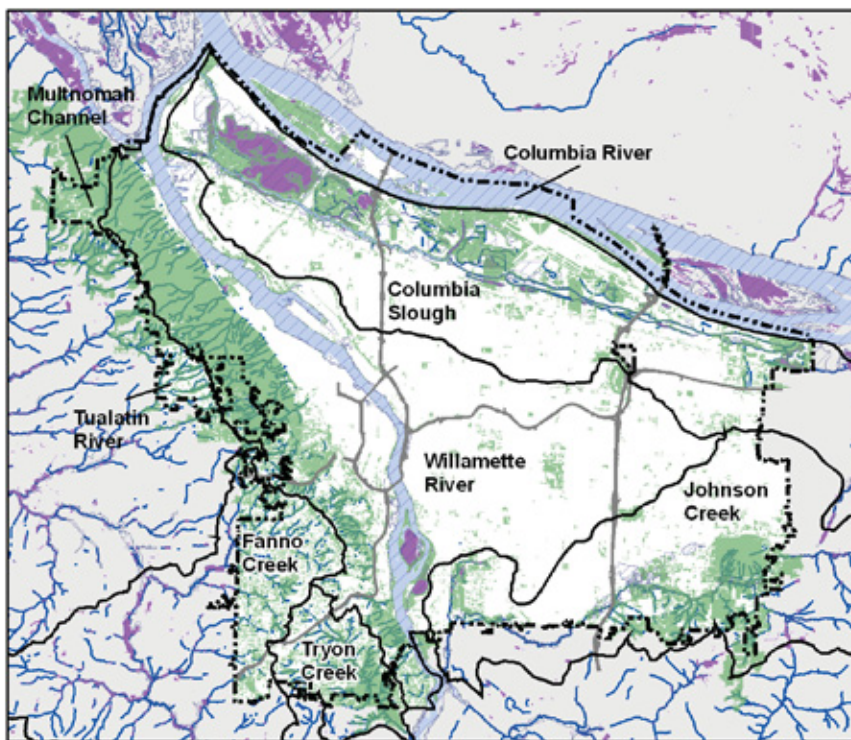 Multnomah
Channel
Columbia River
Columbia
Slough
Tualatin
River
Willamette
River
Johnson
Creek
Fanno
Creek
Tryon
Creek